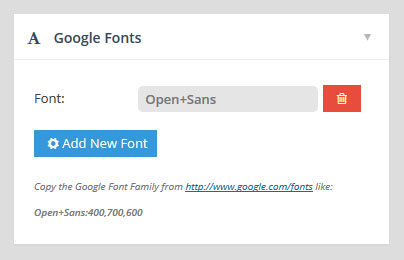 A Google Fonts
Font: Open+Sans
Add New Font
Copy the Google Font Family from http://www.google.com/fonts like:
Open+Sans:400,700,600